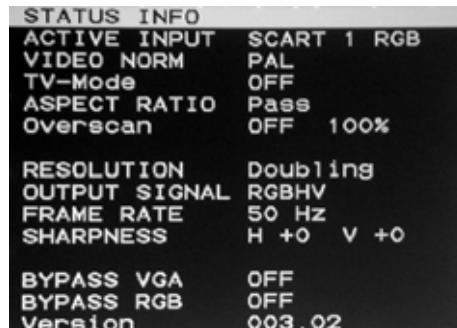 STATUS INFO
ACTIVE INPUT SCART 1 RGB
VIDEO NORM PAL
TV-Mode OFF
ASPECT RATIO Pass
Overscan OFF 100%
RESOLUTION Doubling
OUTPUT SIGNAL RGBHV
FRAME RATE 50 Hz
SHARPNESS H +0 V +0
BYPASS VGA OFF
BYPASS RGB OFF
Version 003.02